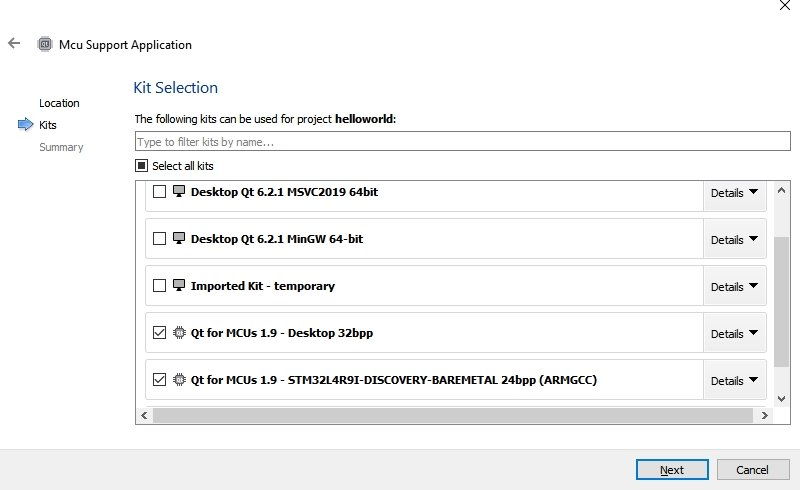 Mcu Support Application
Kit Selection
Location
Kits
Summary
The following kits can be used for project helloworld:
Type to filter kits by name...
Select all kits
Desktop Qt 6.2.1 MSVC2019 64bit Details
Desktop Qt 6.2.1 MinGW 64-bit Details
Imported Kit - temporary Details
Qt for MCUs 1.9 - Desktop 32bpp Details
Qt for MCUs 1.9 - STM32L4R9I-DISCOVERY-BAREMETAL 24bpp (ARMGCC) Details
Next Cancel